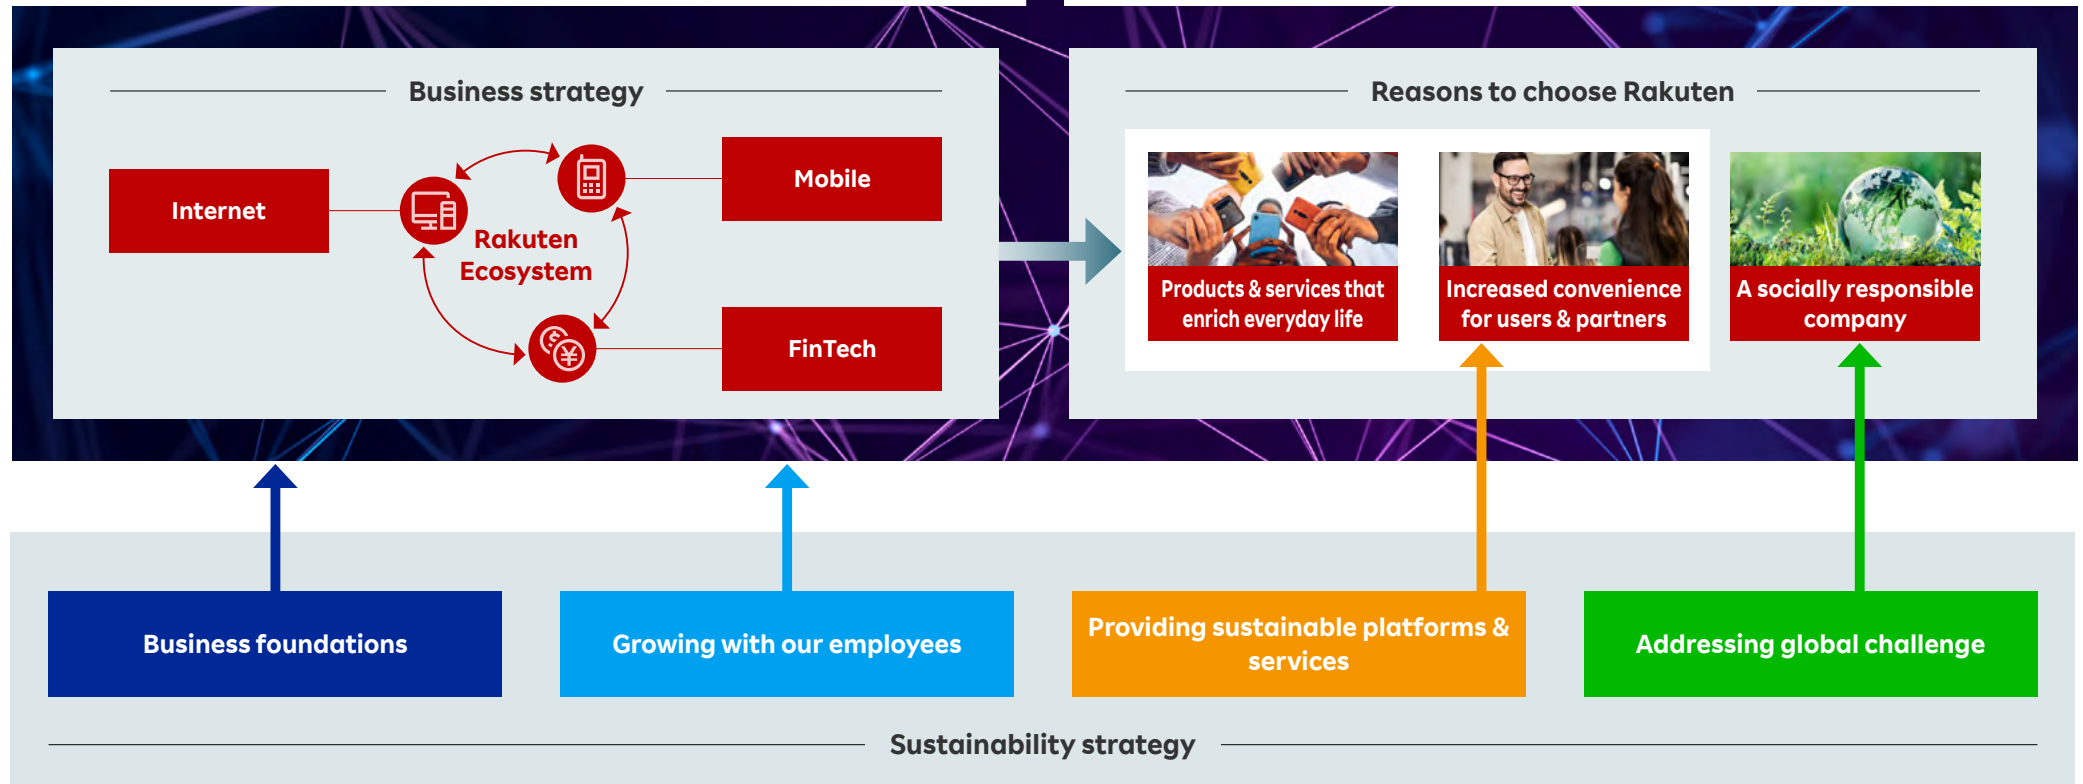 Business strategy
Internet
Mobile
Rakuten
Ecosystem
FinTech
Reasons to choose Rakuten
Products & services that
enrich everyday life
Increased convenience
for users & partners
A socially responsible
company
Business foundations
Growing with our employees
Providing sustainable platforms &
services
Addressing global challenge
Sustainability strategy